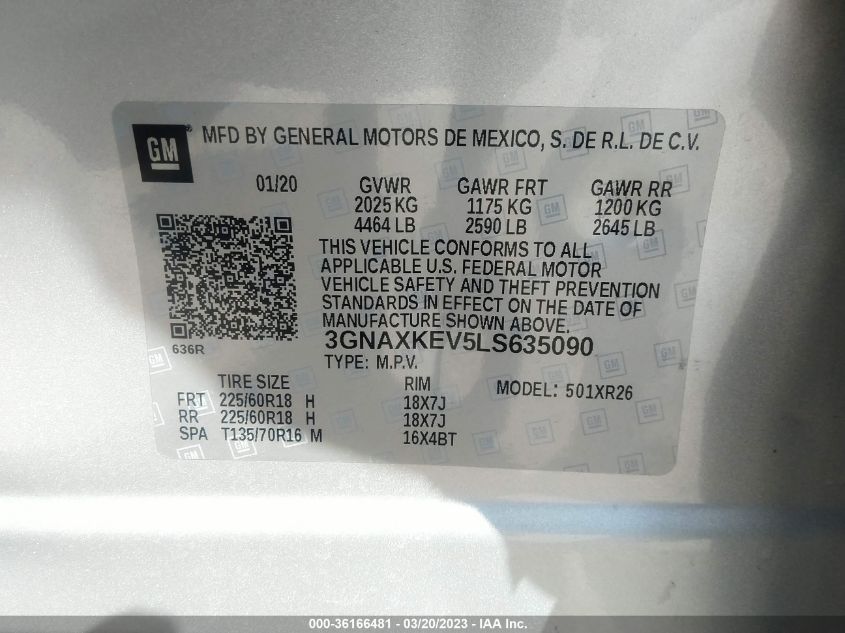 GM ® MFD BY GENERAL MOTORS DE MEXICO, S. DE R.L. DE C.V.
01/20 GVWR GAWR FRT GAWR RR
2025 KG 1175 KG 1200 KG
4464 LB 2590 LB 2645 LB
THIS VEHICLE CONFORMS TO ALL
APPLICABLE U.S. FEDERAL MOTOR
VEHICLE SAFETY AND THEFT PREVENTION
STANDARDS IN EFFECT ON THE DATE OF
MANUFACTURE SHOWN ABOVE.
636R 3GNAXKEV5LS635090
TYPE: M.P.V.
TIRE SIZE RIM MODEL: 501XR26
FRT 225/60R18 H 18X7J
RR 225/60R18 H 18X7J
SPA T135/70R16 M 16X4BT
000-36166481 - 03/20/2023 - IAA Inc.